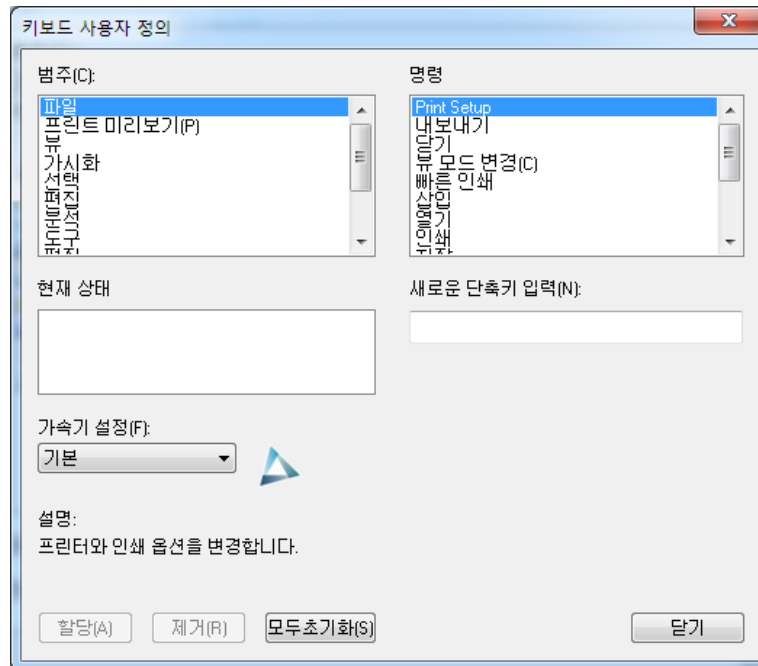 키보드 사용자 정의
범주(C):
파일
프린트 미리보기(P)
뷰
가시화
선택
편집
분석
도구
명령
Print Setup
내보내기
닫기
뷰 모드 변경(C)
빠른 인쇄
삽입
열기
인쇄
현재 상태
새로운 단축키 입력(N):
가속기 설정(F):
기본
설명:
프린터와 인쇄 옵션을 변경합니다.
할당(A)
제거(R)
모두초기화(S)
닫기